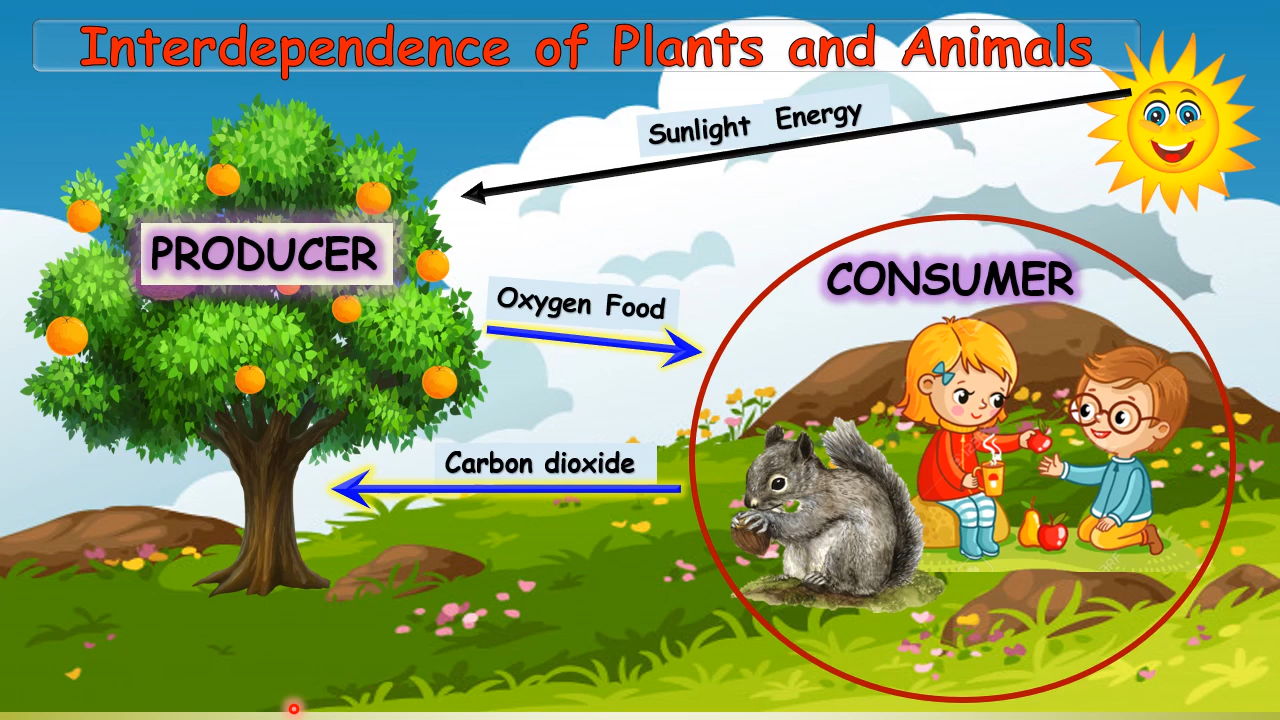 Interdependence of Plants and Animals
Sunlight Energy
PRODUCER
CONSUMER
Oxygen Food
Carbon dioxide